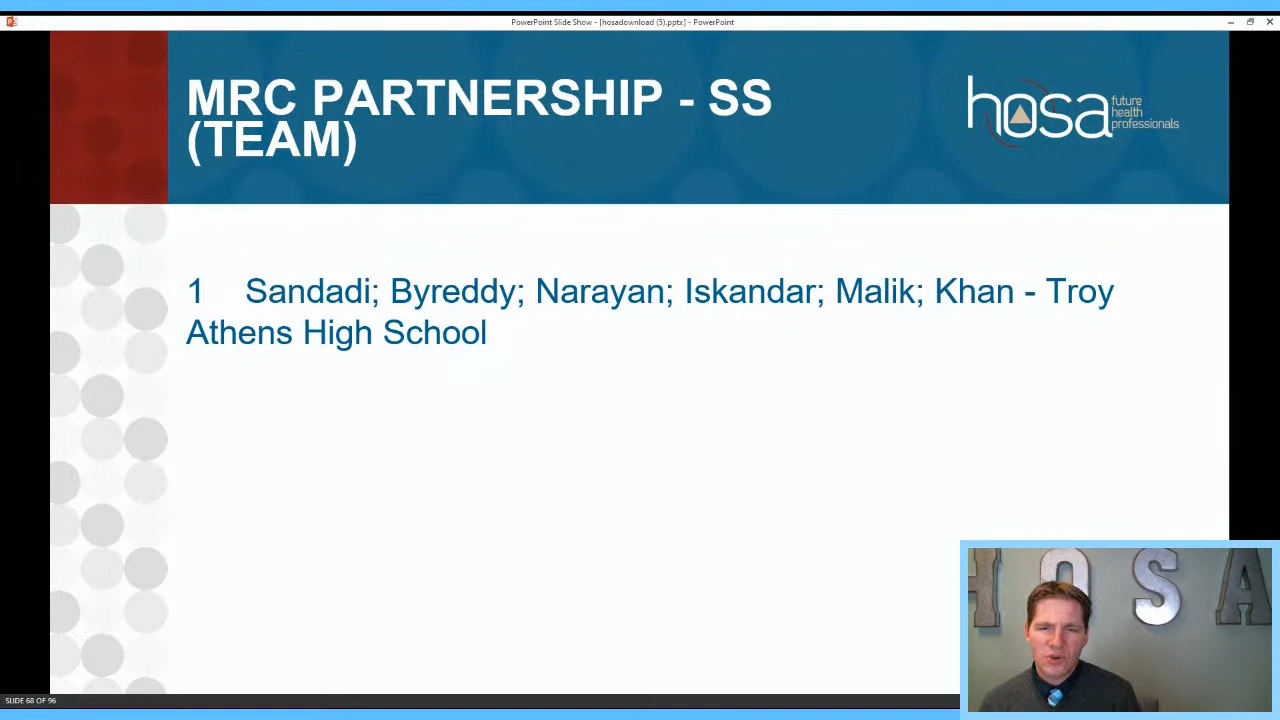 PowerPoint Slide Show - [hosadownload (5).pptx] - PowerPoint
MRC PARTNERSHIP - SS
(TEAM)
hosa
future
health
professionals
1 Sandadi; Byreddy; Narayan; Iskandar; Malik; Khan - Troy
Athens High School
HOSA
SLIDE 68 OF 96